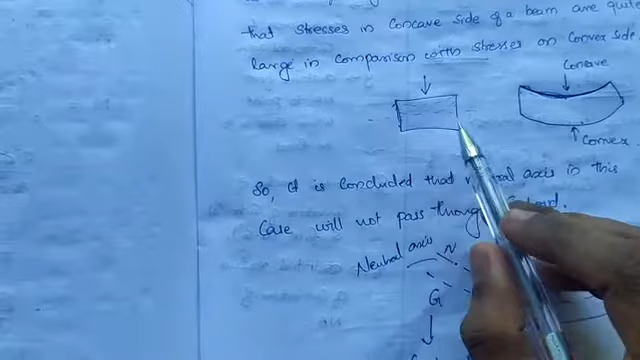 that stresses in concave side of a beam are quite
large in comparison with stresses on convex side.
Concave
Convex
So, it is concluded that axis in this
Case will not pass through
Neutral axis N
G